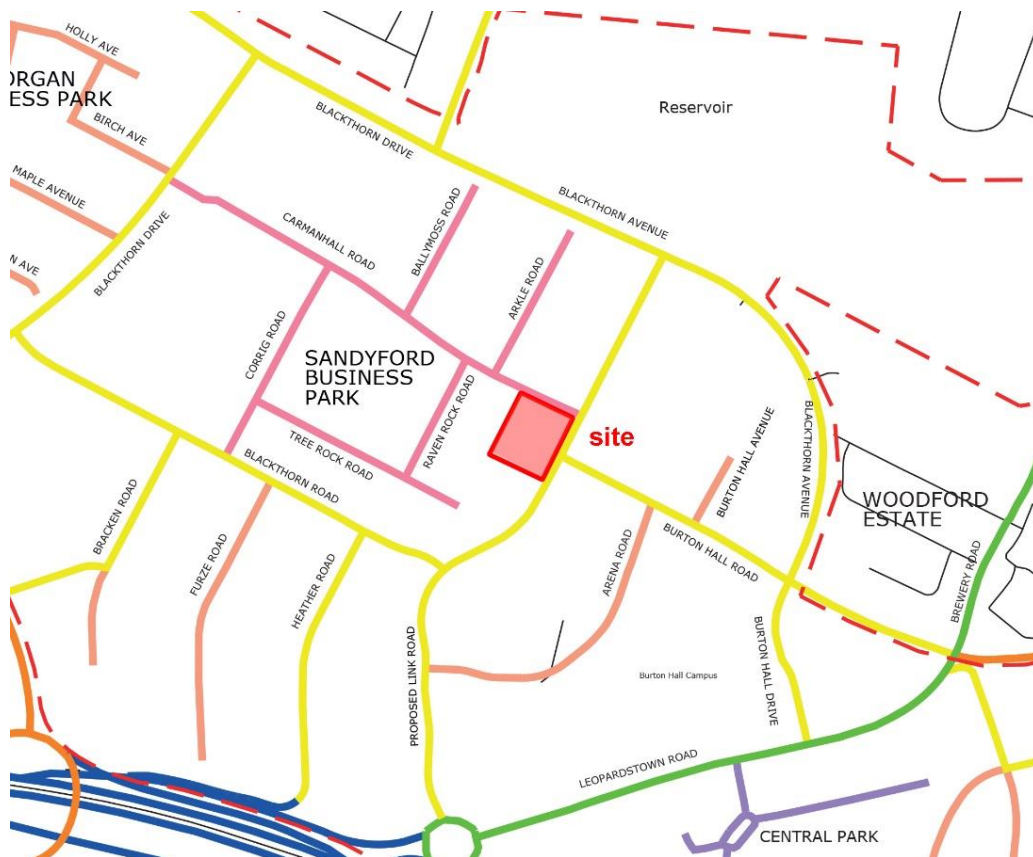 HOLLY AVE
ORGAN
ESS PARK
BIRCH AVE
MAPLE AVENUE
N AVE
BLACKTHORN DRIVE
BLACKTHORN DRIVE
Reservoir
BLACKTHORN AVENUE
BALLYMOSS ROAD
CARMANHALL ROAD
ARKLE ROAD
CORRIG ROAD
SANDYFORD
BUSINESS
PARK
RAVEN ROCK ROAD
site
TREE ROCK ROAD
BLACKTHORN ROAD
BURTON HALL AVENUE
BLACKTHORN AVENUE
WOODFORD
ESTATE
BRACKEN ROAD
FURZE ROAD
HEATHER ROAD
ARENA ROAD
BURTON HALL ROAD
BREWERY ROAD
PROPOSED LINK ROAD
Burton Hall Campus
BURTON HALL DRIVE
LEOPARDSTOWN ROAD
CENTRAL PARK